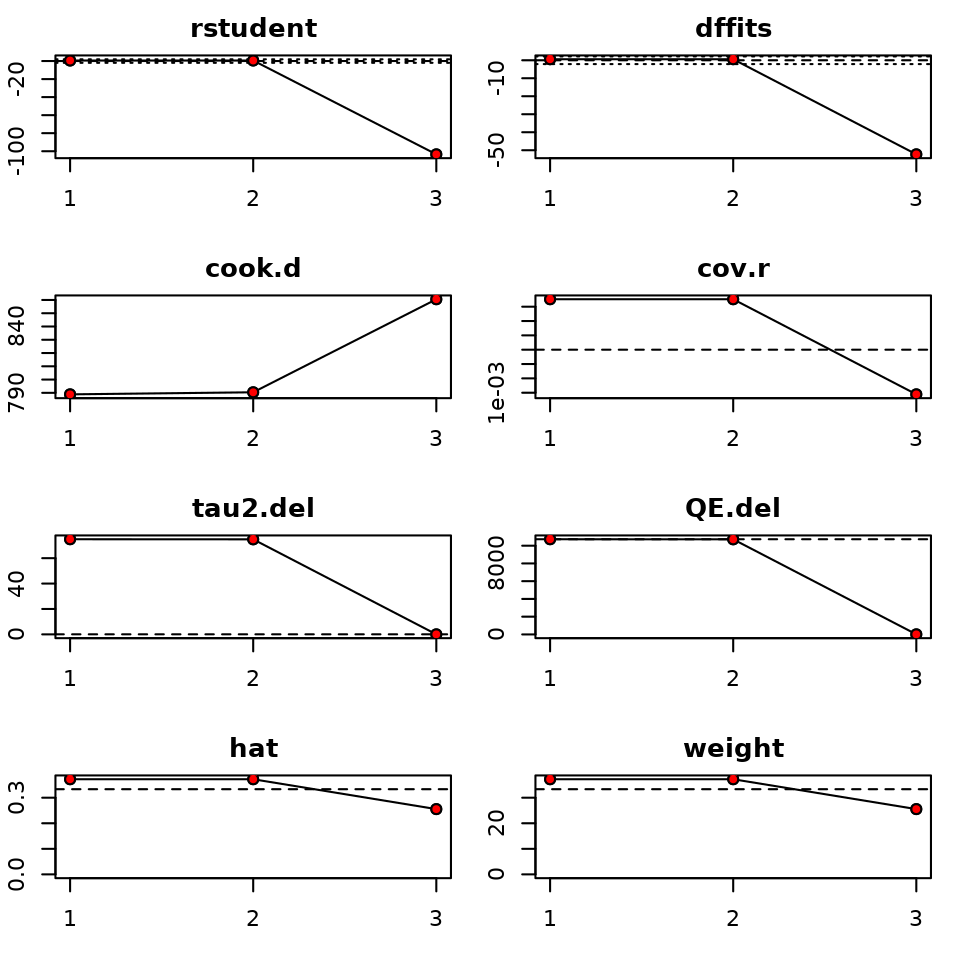 rstudent
-20
-100
1 2 3
dffits
-10
-50
1 2 3
cook.d
840
790
1 2 3
cov.r
1e-03
1 2 3
tau2.del
40
0
1 2 3
QE.del
8000
0
1 2 3
hat
0.3
0.0
1 2 3
weight
20
0
1 2 3